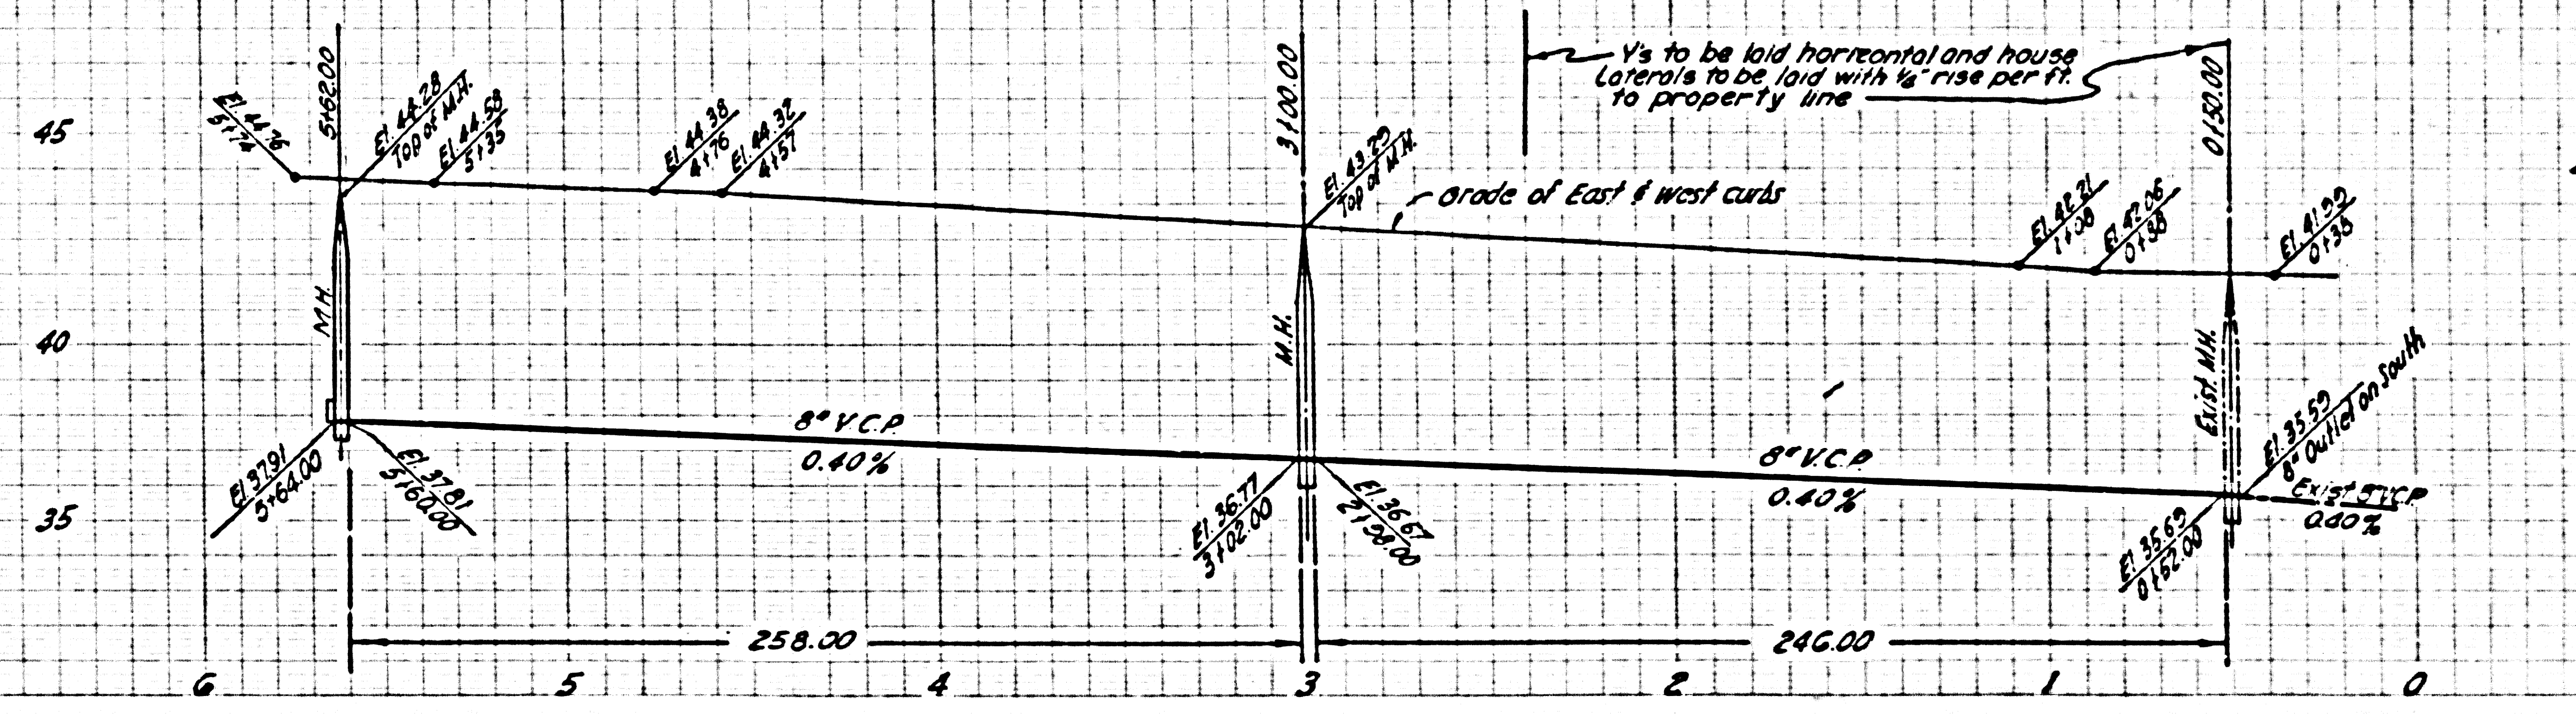 Y's to be laid horizontal and house
Laterals to be laid with 1/8" rise per ft.
to property line
5+62.00
3+00.00
0+50.00
45
El. 44.76
5+74
El. 44.28
Top of M.H.
El. 44.58
5+35
El. 44.38
4+76
El. 44.32
4+57
El. 43.29
Top of M.H.
Grade of East & West curbs
El. 42.21
1+08
El. 42.06
0+88
El. 41.99
0+38
40
M.H.
M.H.
Exist. M.H.
8" V.C.P.
0.40%
8" V.C.P.
0.40%
El. 35.59
8" Outlet on South
Exist 8" V.C.P.
0.40%
35
El. 37.91
5+64.00
El. 37.81
5+60.00
El. 36.77
3+02.00
El. 36.67
2+98.00
El. 35.69
0+52.00
258.00
246.00
6 5 4 3 2 1 0